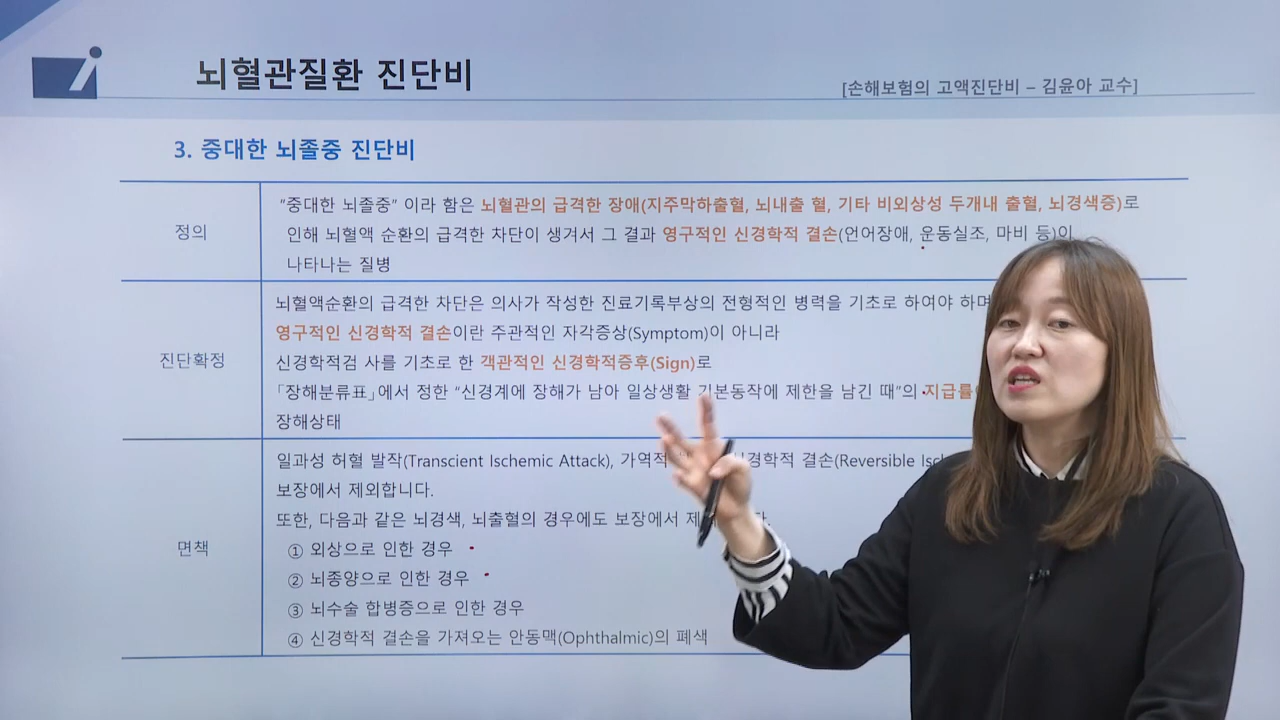 뇌혈관질환 진단비
[손해보험의 고액진단비 – 김윤아 교수]
3. 중대한 뇌졸중 진단비
정의
“중대한 뇌졸중” 이라 함은 뇌혈관의 급격한 장애(지주막하출혈, 뇌내출 혈, 기타 비외상성 두개내 출혈, 뇌경색증)로
인해 뇌혈액 순환의 급격한 차단이 생겨서 그 결과 영구적인 신경학적 결손(언어장애, 운동실조, 마비 등)이
나타나는 질병
진단확정
뇌혈액순환의 급격한 차단은 의사가 작성한 진료기록부상의 전형적인 병력을 기초로 하여야 하며
영구적인 신경학적 결손이란 주관적인 자각증상(Symptom)이 아니라
신경학적검 사를 기초로 한 객관적인 신경학적증후(Sign)로
「장해분류표」에서 정한 “신경계에 장해가 남아 일상생활 기본동작에 제한을 남긴 때”의 지급률
장해상태
면책
일과성 허혈 발작(Transient Ischemic Attack), 가역적 신경학적 결손(Reversible
보장에서 제외합니다.
또한, 다음과 같은 뇌경색, 뇌출혈의 경우에도 보장에서
① 외상으로 인한 경우
② 뇌종양으로 인한 경우
③ 뇌수술 합병증으로 인한 경우
④ 신경학적 결손을 가져오는 안동맥(Ophthalmic)의 폐색